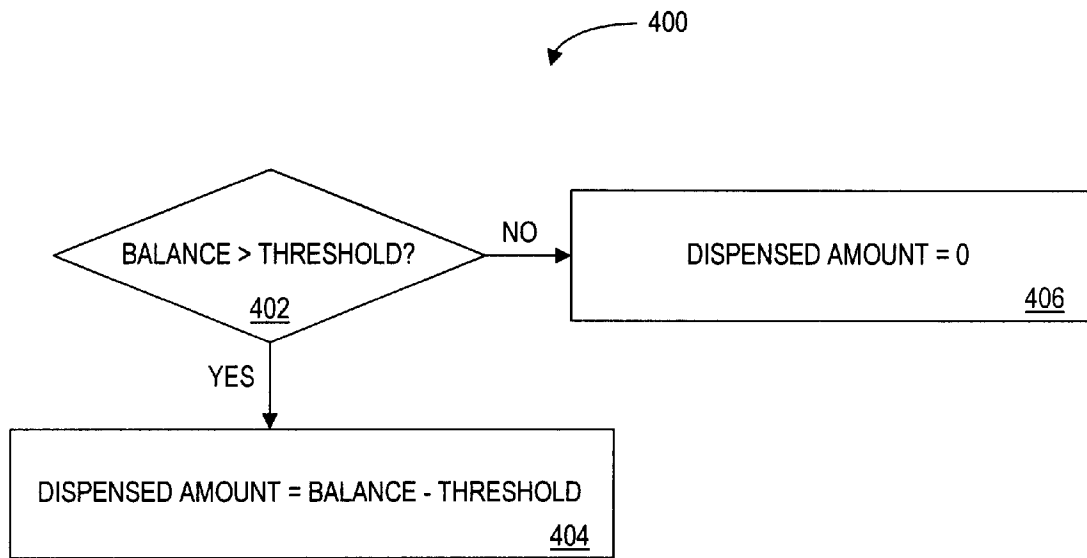 400
BALANCE > THRESHOLD?
402
NO
DISPENSED AMOUNT = 0
406
YES
DISPENSED AMOUNT = BALANCE - THRESHOLD
404